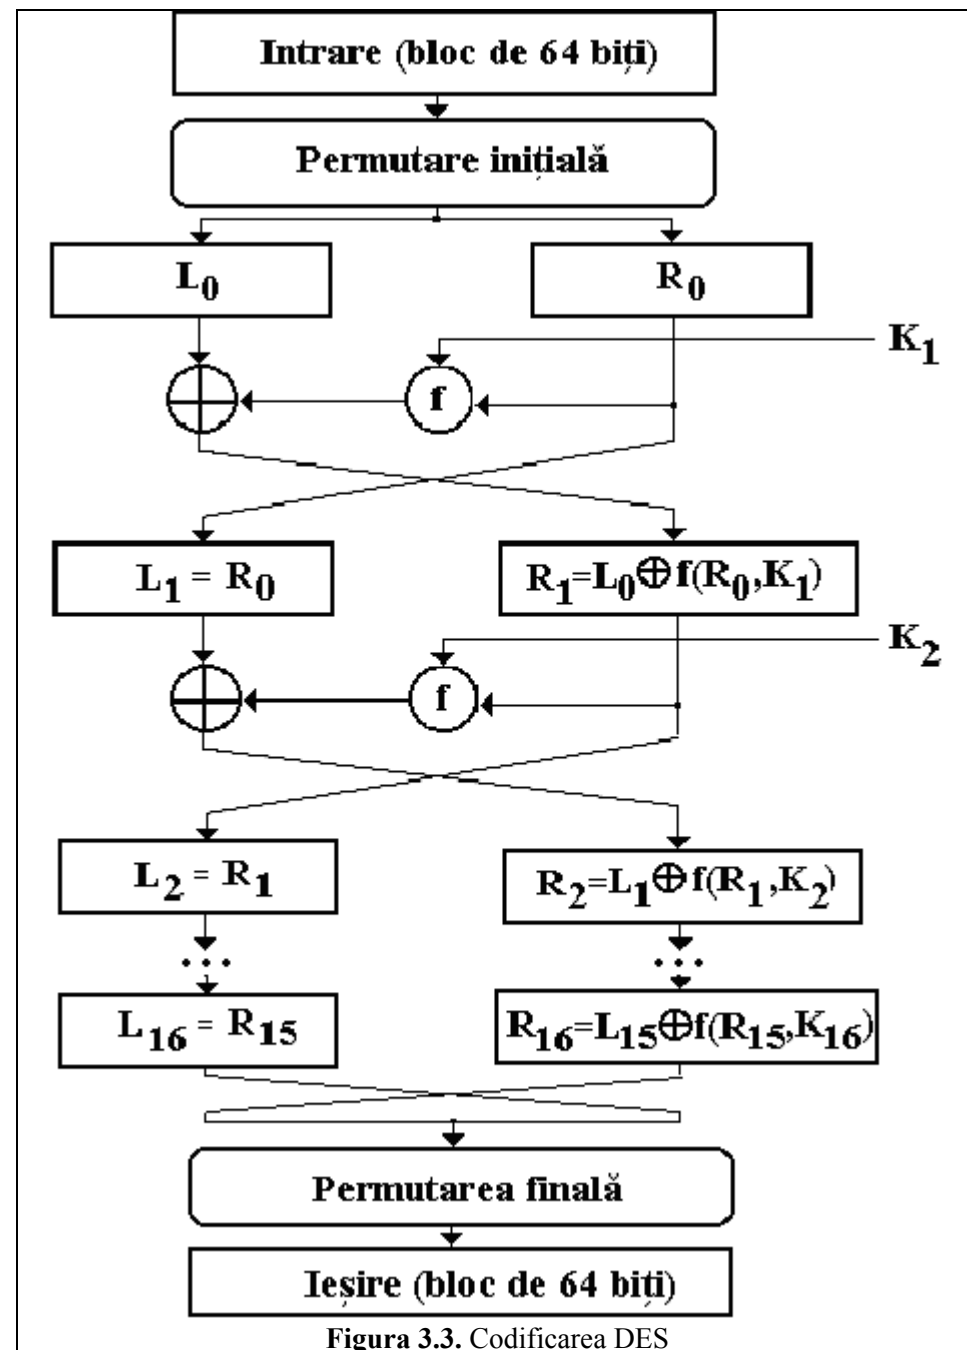 Intrare (bloc de 64 biți)
Permutare inițială
L0 R0
K1
f
L1 = R0 R1=L0⊕f(R0,K1)
K2
f
L2 = R1 R2=L1⊕f(R1,K2)
... ...
L16 = R15 R16=L15⊕f(R15,K16)
Permutarea finală
Ieșire (bloc de 64 biți)
Figura 3.3. Codificarea DES